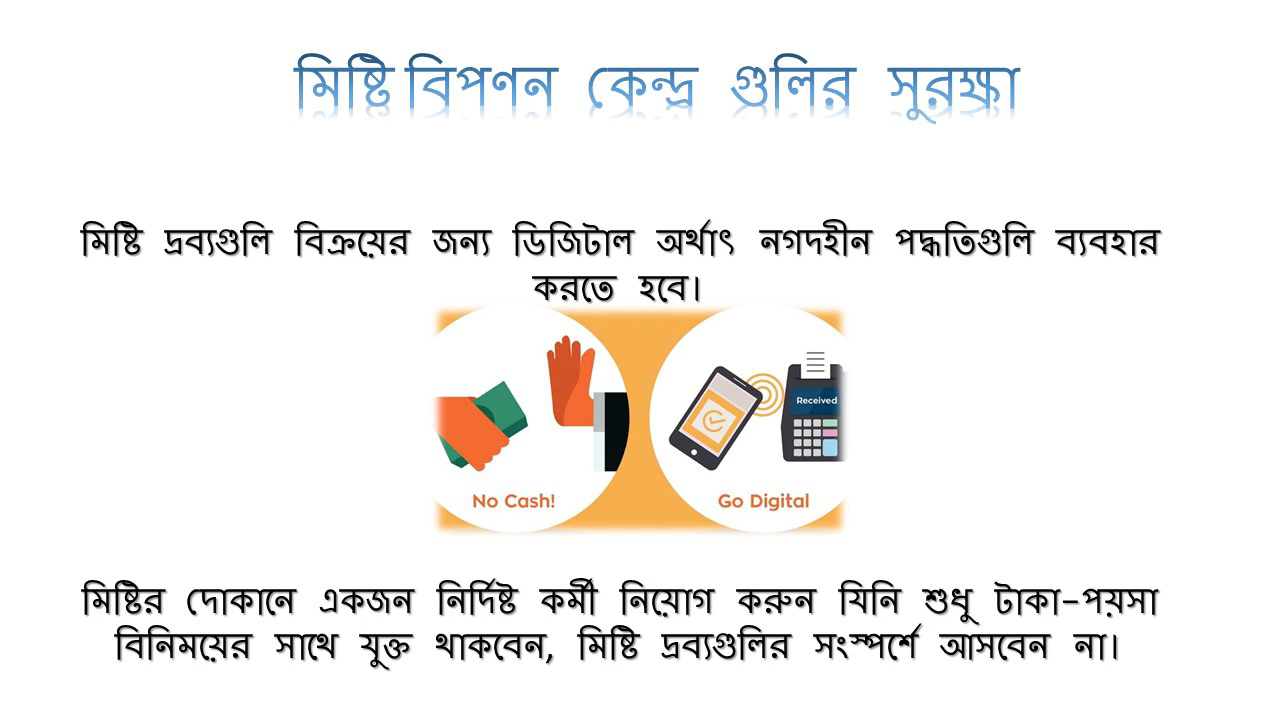 মিষ্টি বিপণন কেন্দ্র গুলির সুরক্ষা
মিষ্টি দ্রব্যগুলি বিক্রয়ের জন্য ডিজিটাল অর্থাৎ নগদহীন পদ্ধতিগুলি ব্যবহার
করতে হবে।
Received
No Cash!
Go Digital
মিষ্টির দোকানে একজন নির্দিষ্ট কর্মী নিয়োগ করুন যিনি শুধু টাকা-পয়সা
বিনিময়ের সাথে যুক্ত থাকবেন, মিষ্টি দ্রব্যগুলির সংস্পর্শে আসবেন না।